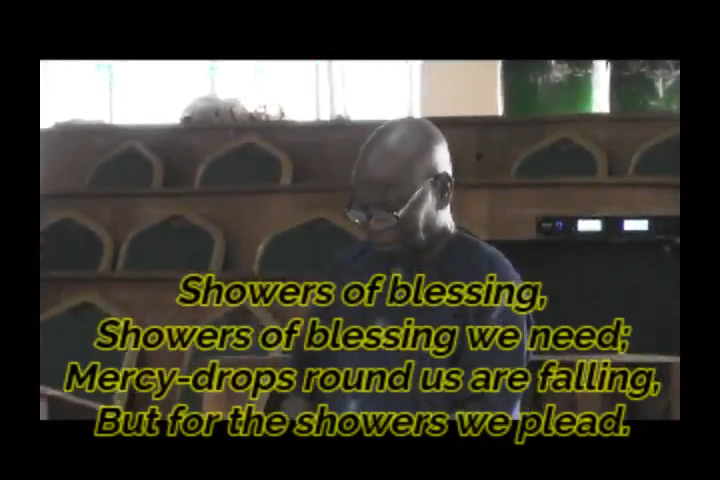 Showers of blessing,
Showers of blessing we need;
Mercy-drops round us are falling,
But for the showers we plead.